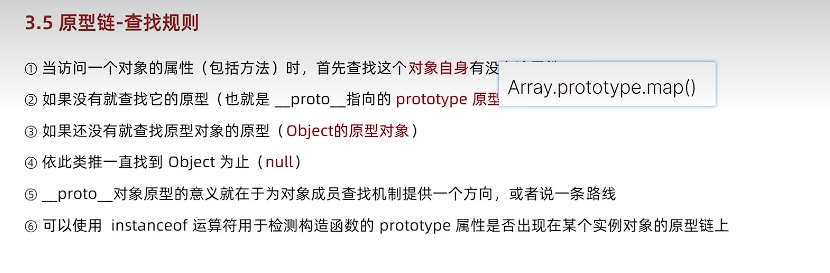 3.5 原型链-查找规则
① 当访问一个对象的属性（包括方法）时，首先查找这个对象自身有没
Array.prototype.map()
② 如果没有就查找它的原型（也就是 __proto__指向的 prototype 原型
③ 如果还没有就查找原型对象的原型（Object的原型对象）
④ 依此类推一直找到 Object 为止（null）
⑤ __proto__对象原型的意义就在于为对象成员查找机制提供一个方向，或者说一条路线
⑥ 可以使用 instanceof 运算符用于检测构造函数的 prototype 属性是否出现在某个实例对象的原型链上